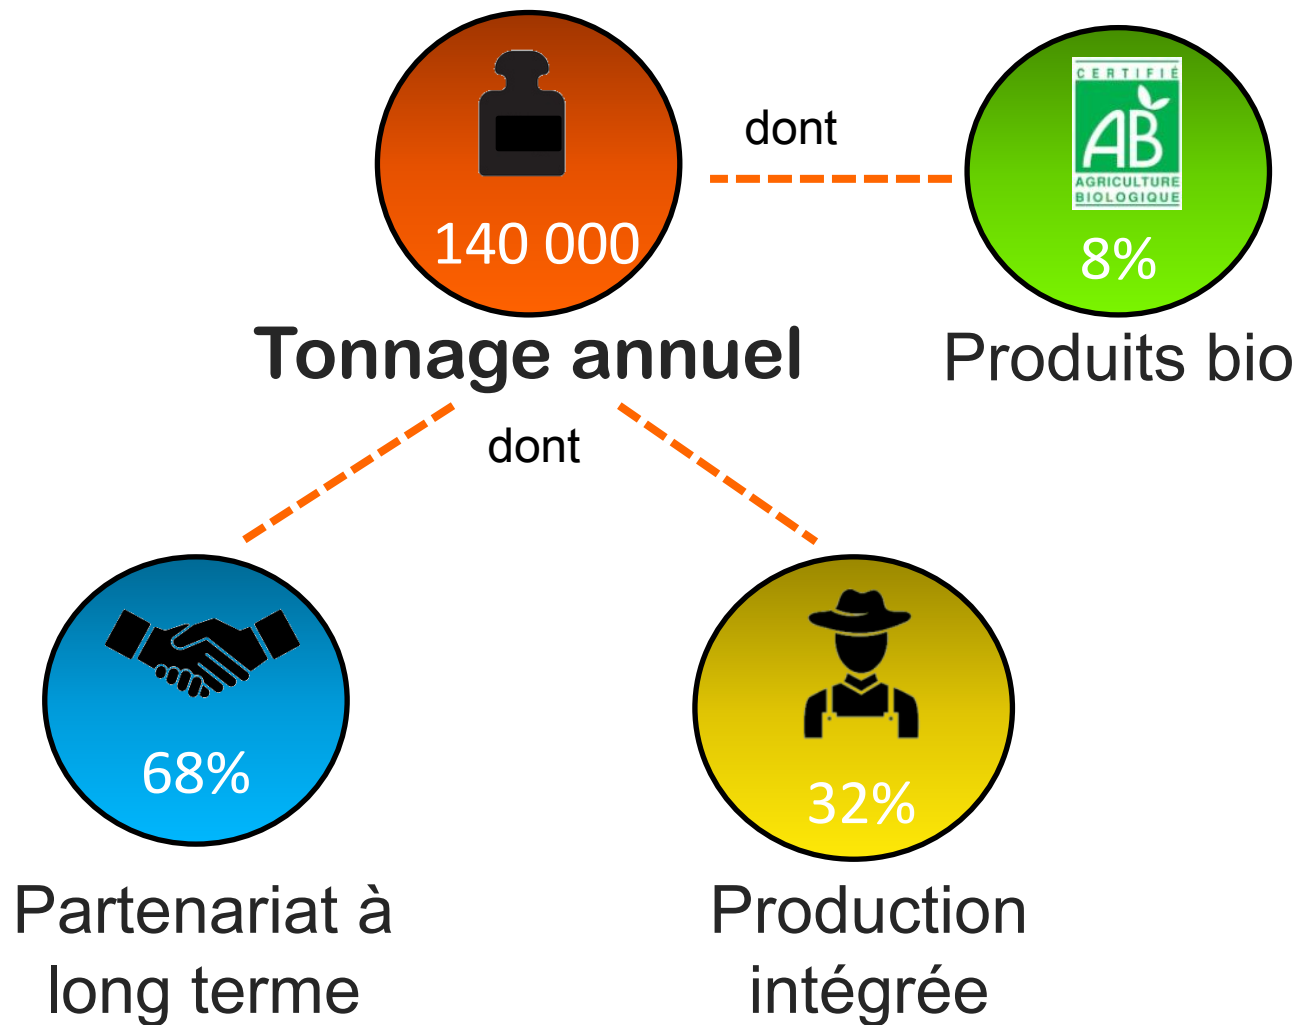 140 000
dont
CERTIFIÉ
AB
AGRICULTURE
BIOLOGIQUE
8%
Tonnage annuel
Produits bio
dont
68%
32%
Partenariat à
long terme
Production
intégrée